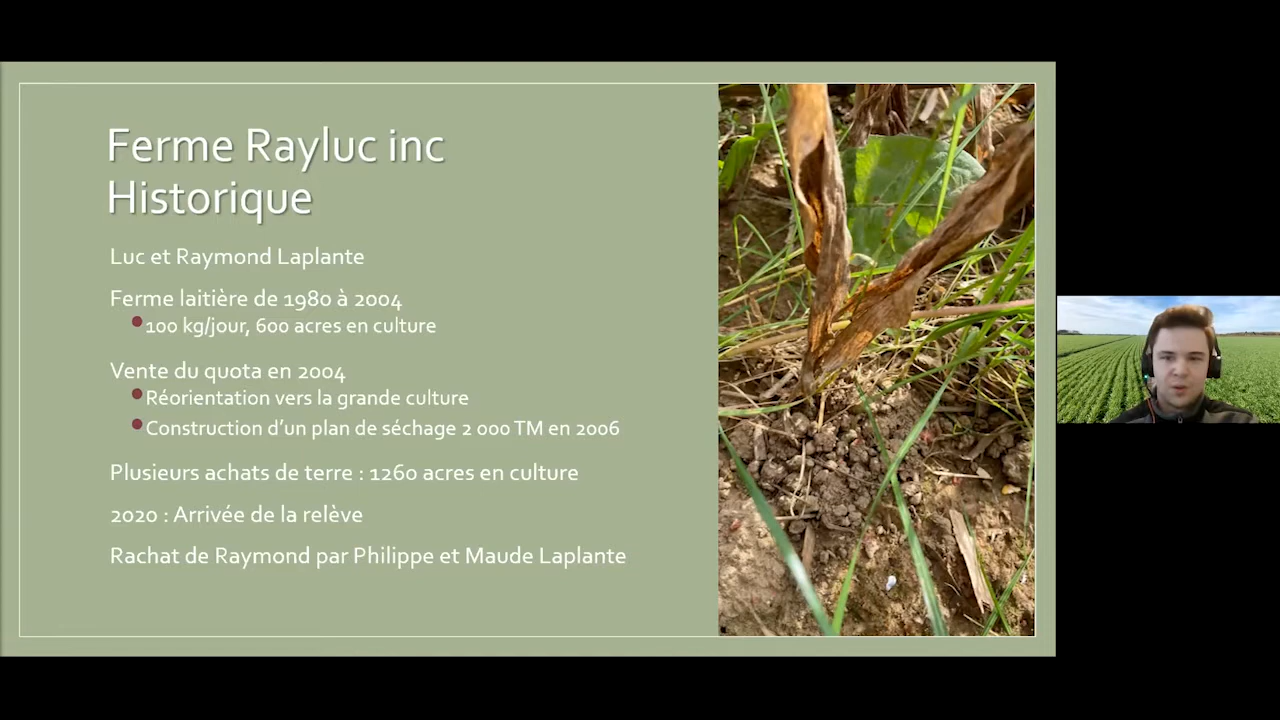 Ferme Rayluc inc
Historique
Luc et Raymond Laplante
Ferme laitière de 1980 à 2004
100 kg/jour, 600 acres en culture
Vente du quota en 2004
Réorientation vers la grande culture
Construction d’un plan de séchage 2 000 TM en 2006
Plusieurs achats de terre : 1260 acres en culture
2020 : Arrivée de la relève
Rachat de Raymond par Philippe et Maude Laplante